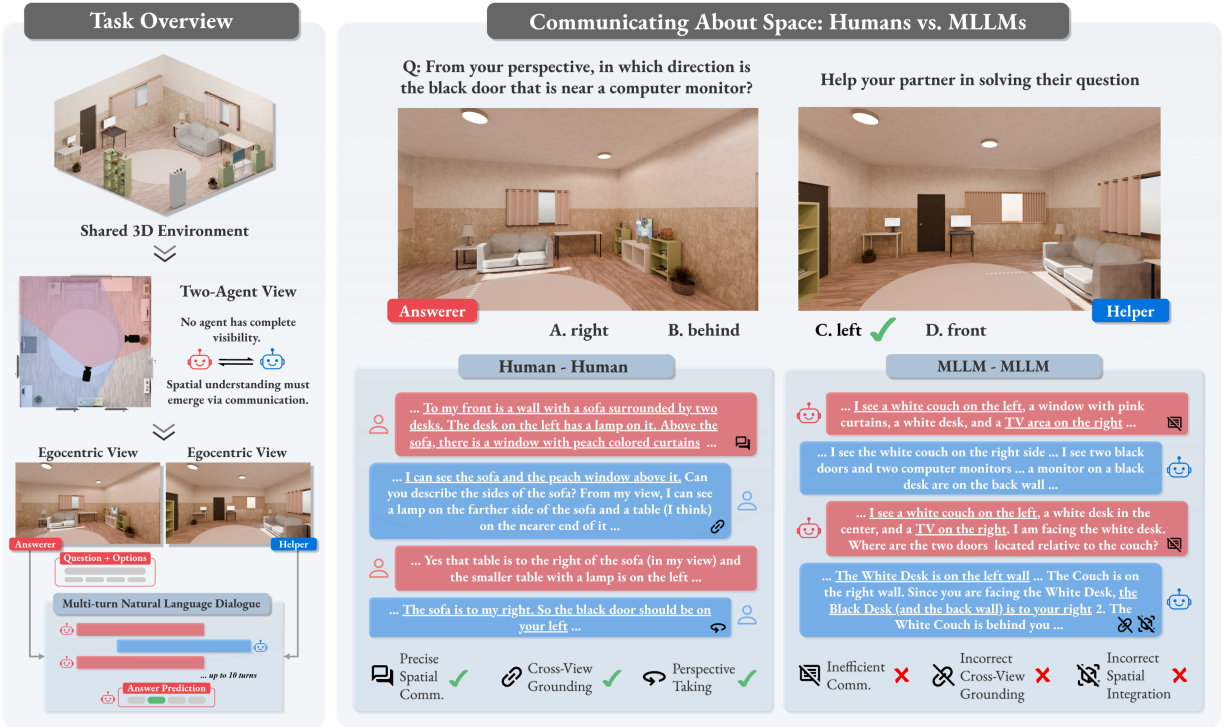 Task Overview
Shared 3D Environment
Two-Agent View
No agent has complete
visibility.
Spatial understanding must
emerge via communication.
Egocentric View
Egocentric View
Answerer
Helper
Question + Options
Multi-turn Natural Language Dialogue
... up to 10 turns
Answer Prediction
Communicating About Space: Humans vs. MLLMs
Q: From your perspective, in which direction is
the black door that is near a computer monitor?
Help your partner in solving their question
Answerer
Helper
A. right
B. behind
C. left
D. front
Human - Human
... To my front is a wall with a sofa surrounded by two
desks. The desk on the left has a lamp on it. Above the
sofa, there is a window with peach colored curtains ...
... I can see the sofa and the peach window above it. Can
you describe the sides of the sofa? From my view, I can see
a lamp on the farther side of the sofa and a table (I think)
on the nearer end of it ...
... Yes that table is to the right of the sofa (in my view) and
the smaller table with a lamp is on the left ...
... The sofa is to my right. So the black door should be on
your left ...
Precise
Spatial
Comm.
Cross-View
Grounding
Perspective
Taking
MLLM - MLLM
... I see a white couch on the left, a window with pink
curtains, a white desk, and a TV area on the right ...
... I see the white couch on the right side ... I see two black
doors and two computer monitors ... a monitor on a black
desk are on the back wall ...
... I see a white couch on the left, a white desk in the
center, and a TV on the right. I am facing the white desk.
Where are the two doors located relative to the couch?
... The White Desk is on the left wall ... The Couch is on
the right wall. Since you are facing the White Desk, the
Black Desk (and the back wall) is to your right 2. The
White Couch is behind you ...
Inefficient
Comm.
Incorrect
Cross-View
Grounding
Incorrect
Spatial
Integration